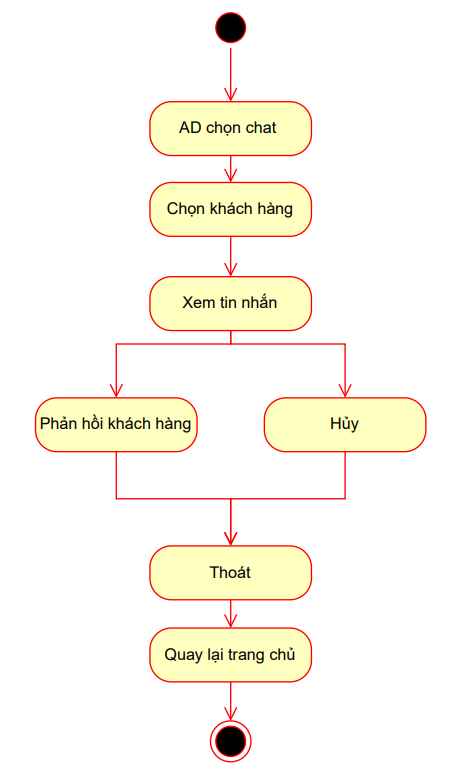 AD chọn chat
Chọn khách hàng
Xem tin nhắn
Phản hồi khách hàng
Hủy
Thoát
Quay lại trang chủ